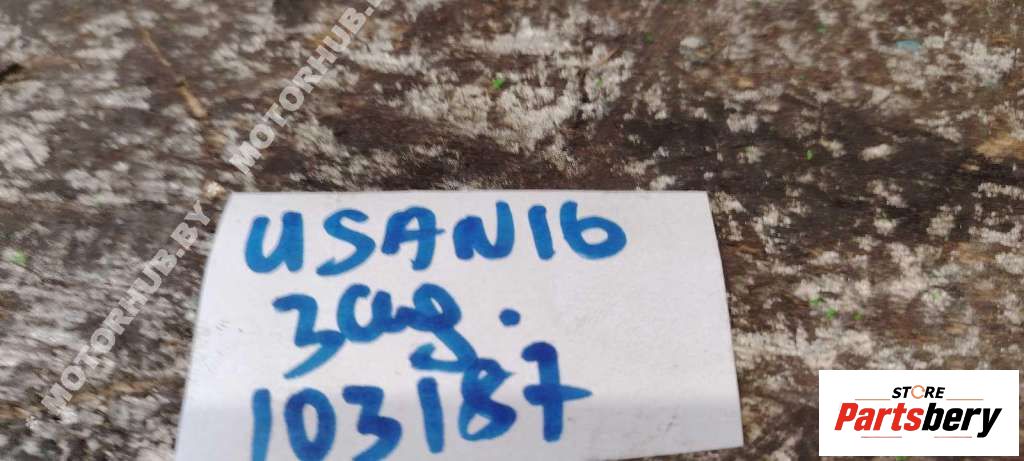 MOTORHUB.BY
MOTORHUB.BY
USAN16
зад.
103187
STORE
Partsbery